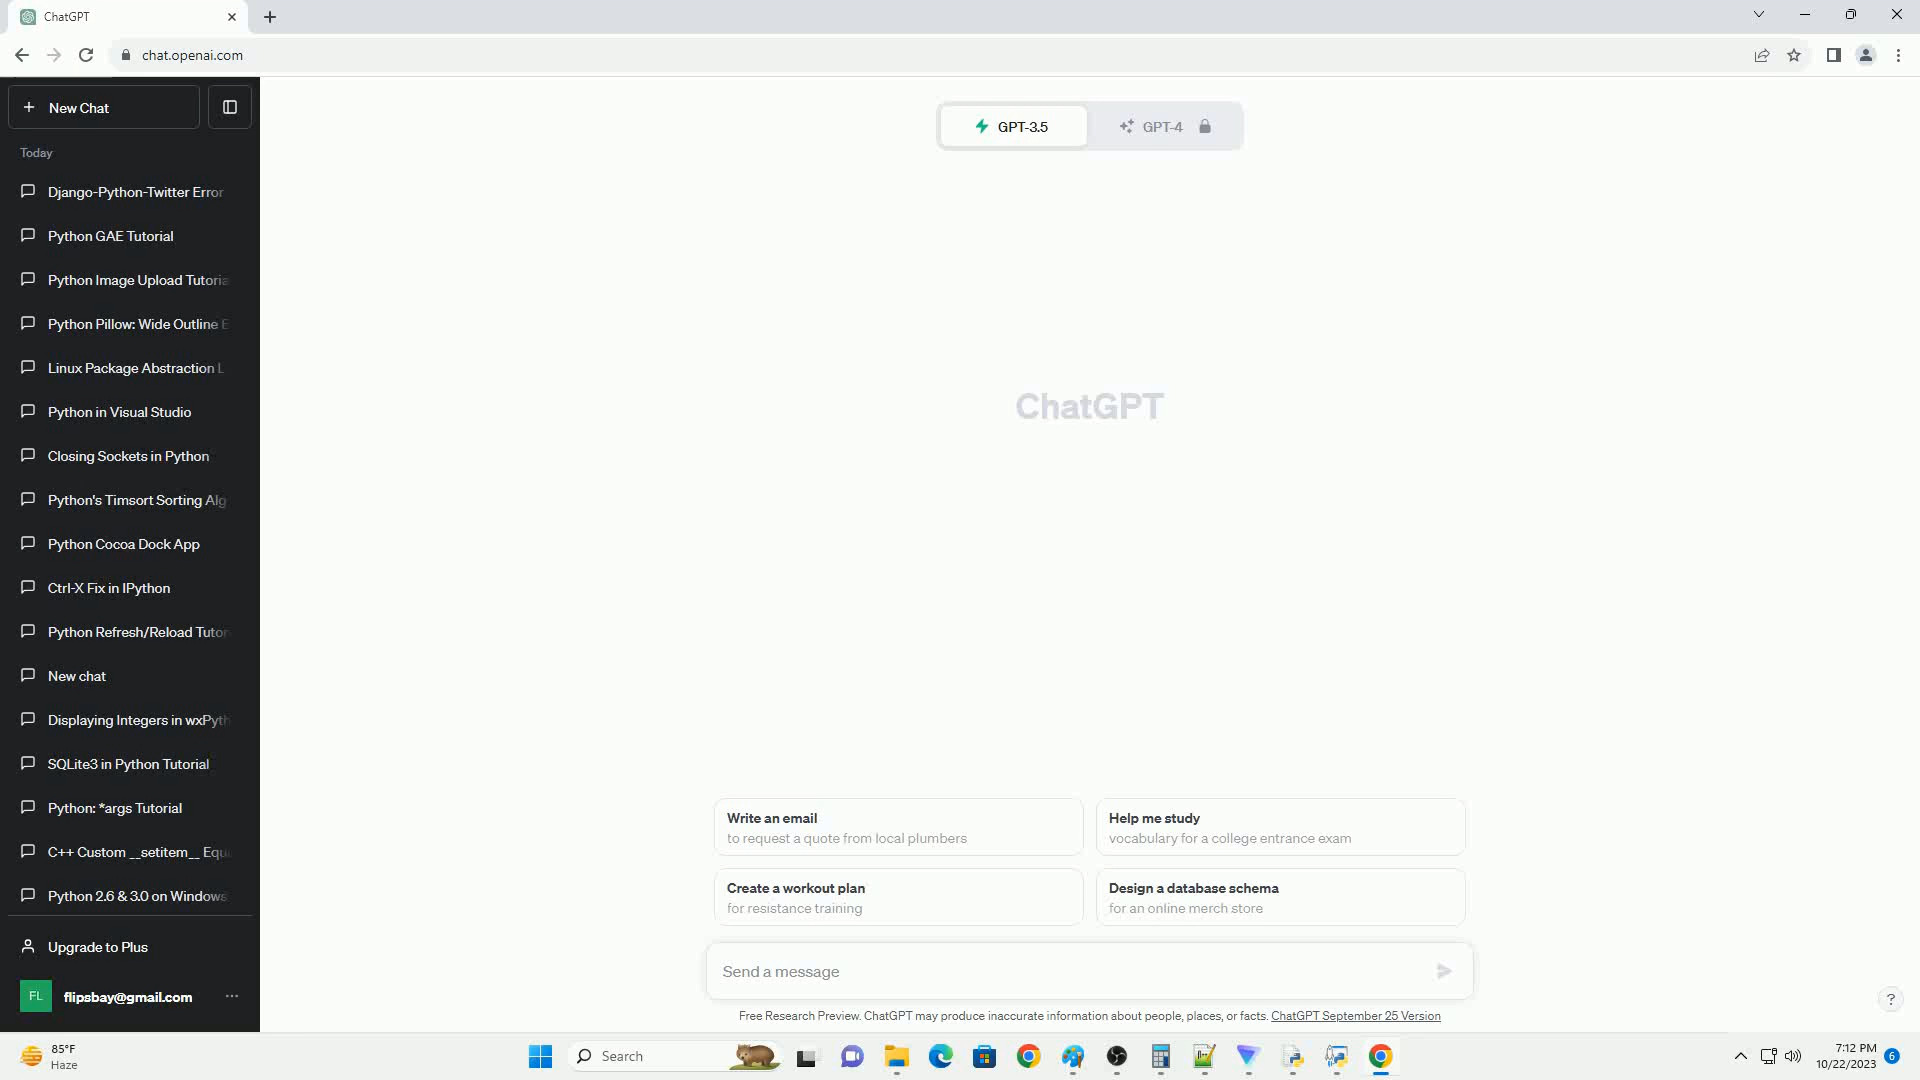 ChatGPT
chat.openai.com
New Chat
Today
Django-Python-Twitter Error
Python GAE Tutorial
Python Image Upload Tutoria
Python Pillow: Wide Outline E
Linux Package Abstraction L
Python in Visual Studio
Closing Sockets in Python
Python's Timsort Sorting Alg
Python Cocoa Dock App
Ctrl-X Fix in IPython
Python Refresh/Reload Tutor
New chat
Displaying Integers in wxPyth
SQLite3 in Python Tutorial
Python: *args Tutorial
C++ Custom __setitem__ Equ
Python 2.6 & 3.0 on Windows
Upgrade to Plus
FL
flipsbay@gmail.com
GPT-3.5
GPT-4
ChatGPT
Write an email
to request a quote from local plumbers
Help me study
vocabulary for a college entrance exam
Create a workout plan
for resistance training
Design a database schema
for an online merch store
Send a message
Free Research Preview. ChatGPT may produce inaccurate information about people, places, or facts. ChatGPT September 25 Version
?
85°F
Haze
Search
7:12 PM
10/22/2023
6